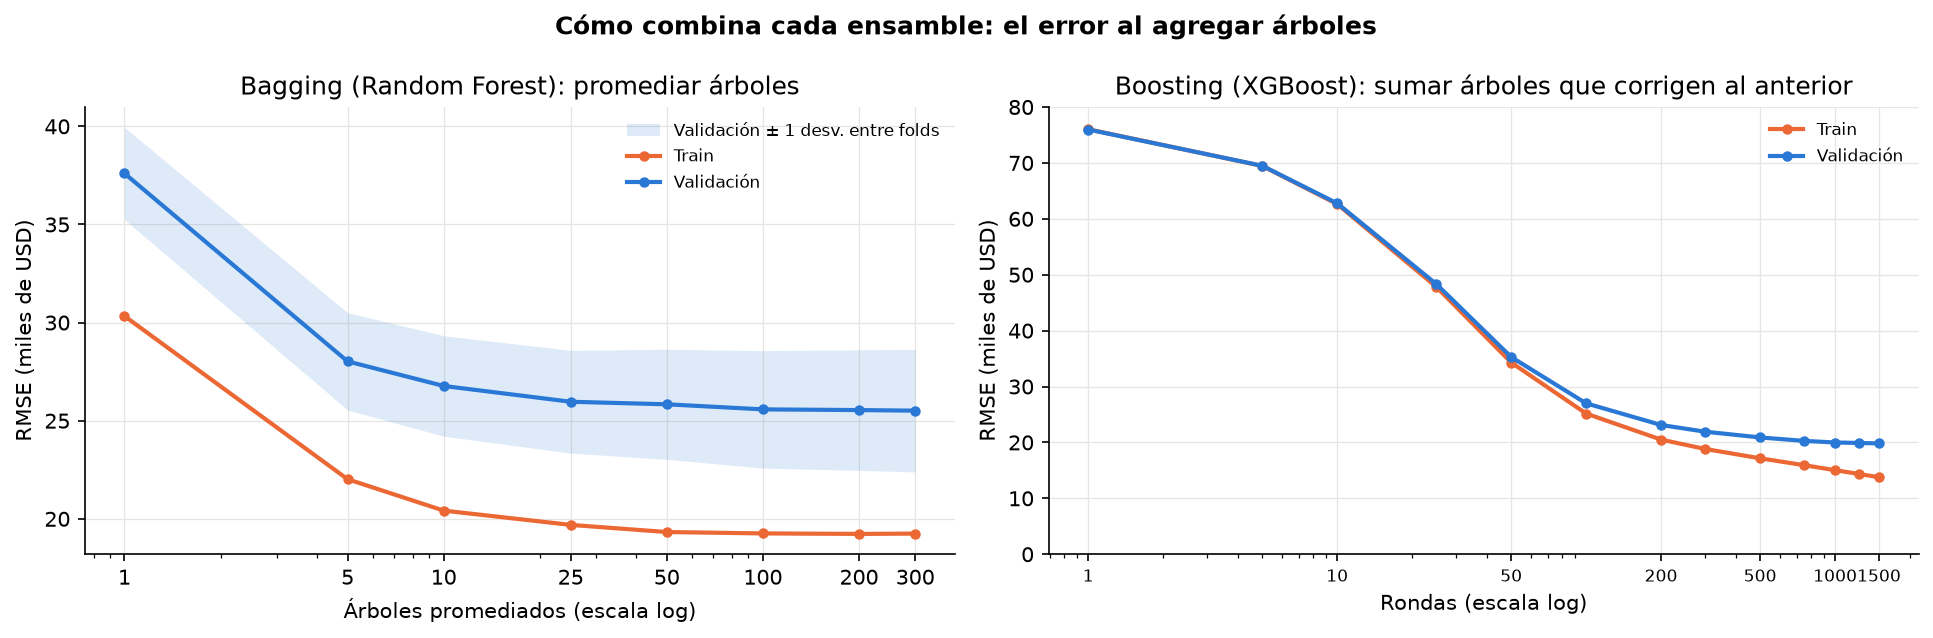 Cómo combina cada ensamble: el error al agregar árboles
Bagging (Random Forest): promediar árboles
RMSE (miles de USD)
40
35
30
25
20
Validación ± 1 desv. entre folds
Train
Validación
1 5 10 25 50 100 200 300
Árboles promediados (escala log)
Boosting (XGBoost): sumar árboles que corrigen al anterior
RMSE (miles de USD)
80
70
60
50
40
30
20
10
0
Train
Validación
1 10 50 200 500 1000 1500
Rondas (escala log)